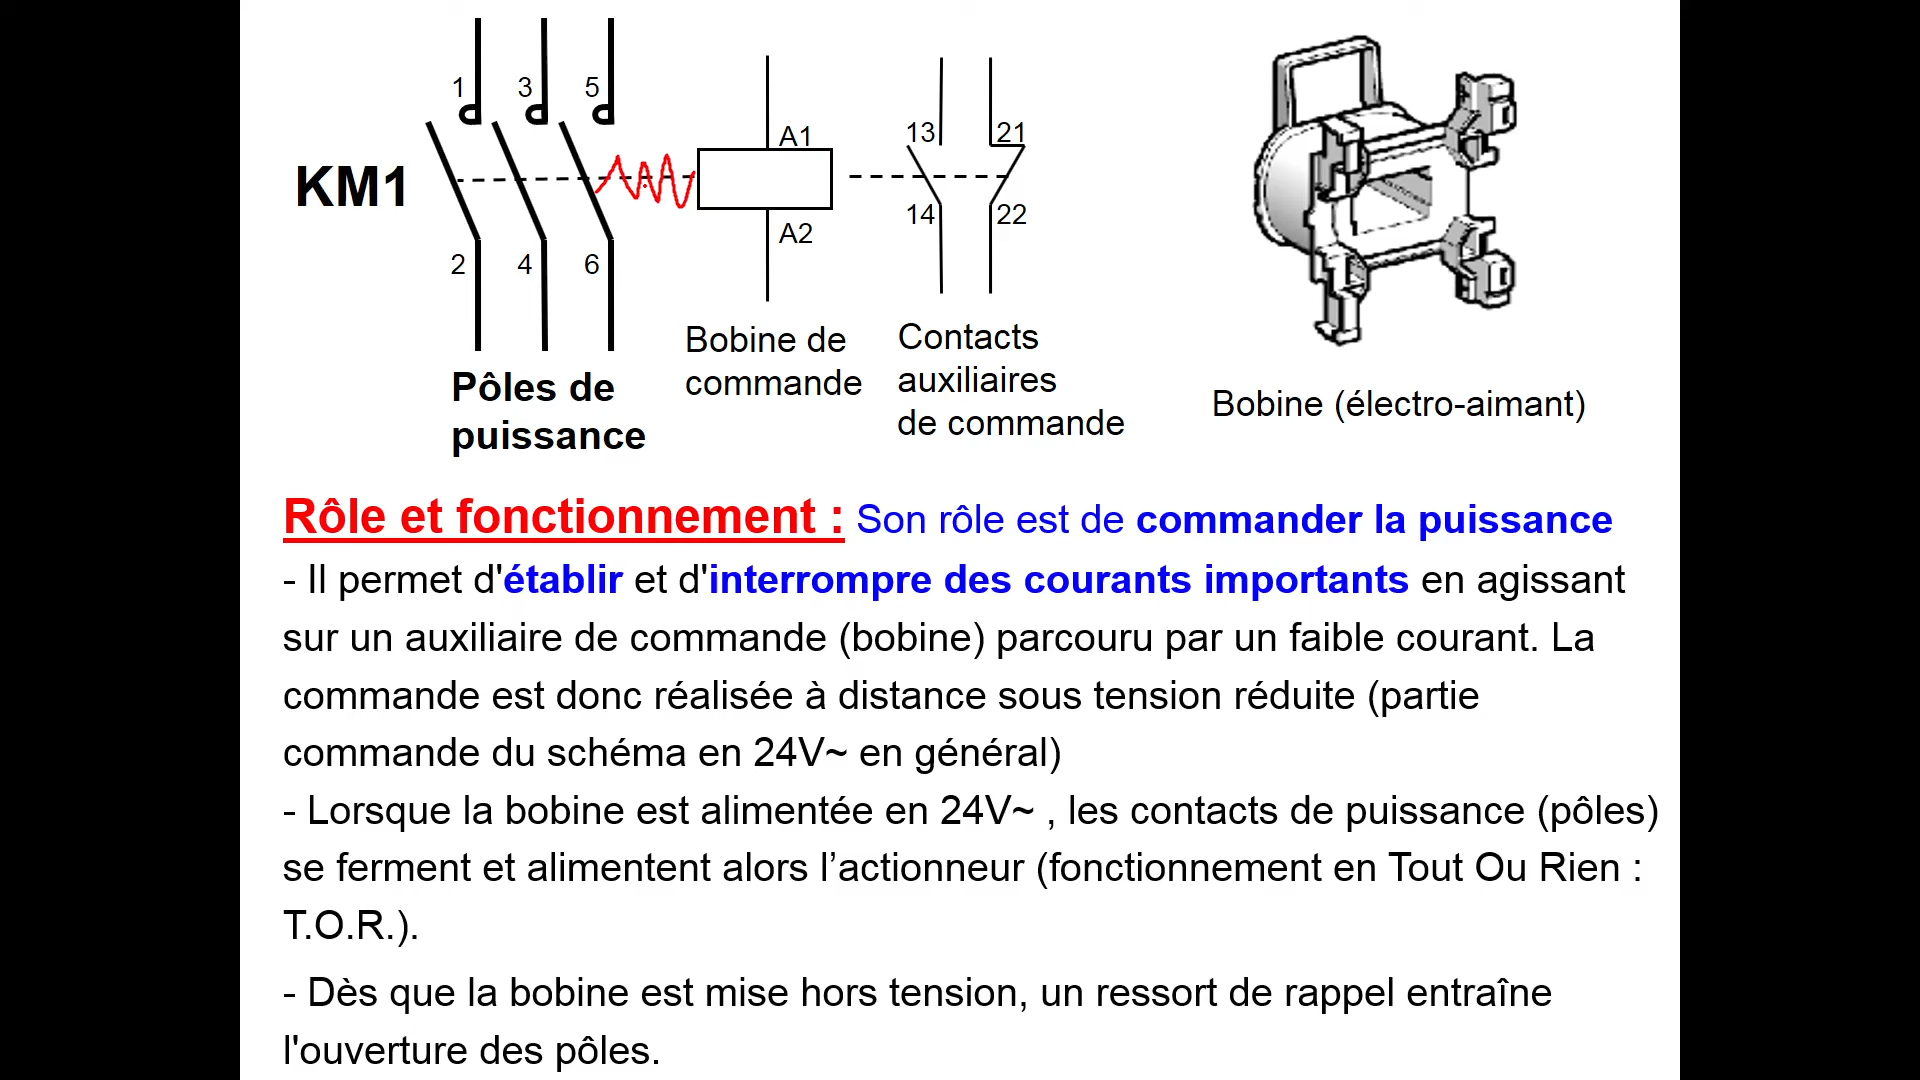 1 3 5
A1
13 21
KM1
14 22
A2
2 4 6
Bobine de
commande
Contacts
auxiliaires
de commande
Pôles de
puissance
Bobine (électro-aimant)
Rôle et fonctionnement : Son rôle est de commander la puissance
- Il permet d'établir et d'interrompre des courants importants en agissant
sur un auxiliaire de commande (bobine) parcouru par un faible courant. La
commande est donc réalisée à distance sous tension réduite (partie
commande du schéma en 24V~ en général)
- Lorsque la bobine est alimentée en 24V~ , les contacts de puissance (pôles)
se ferment et alimentent alors l’actionneur (fonctionnement en Tout Ou Rien :
T.O.R.).
- Dès que la bobine est mise hors tension, un ressort de rappel entraîne
l'ouverture des pôles.